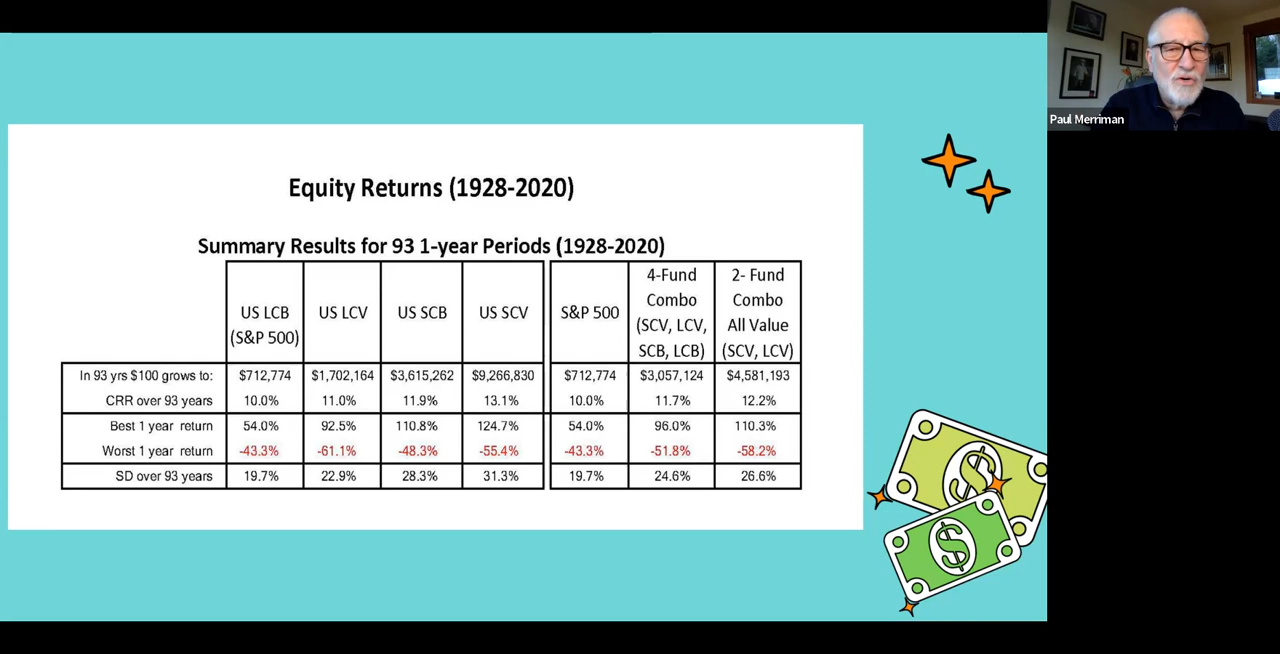 Paul Merriman
Equity Returns (1928-2020)
Summary Results for 93 1-year Periods (1928-2020)
US LCB (S&P 500) US LCV US SCB US SCV S&P 500 4-Fund Combo (SCV, LCV, SCB, LCB) 2- Fund Combo All Value (SCV, LCV)
In 93 yrs $100 grows to: $712,774 $1,702,164 $3,615,262 $9,266,830 $712,774 $3,057,124 $4,581,193
CRR over 93 years 10.0% 11.0% 11.9% 13.1% 10.0% 11.7% 12.2%
Best 1 year return 54.0% 92.5% 110.8% 124.7% 54.0% 96.0% 110.3%
Worst 1 year return -43.3% -61.1% -48.3% -55.4% -43.3% -51.8% -58.2%
SD over 93 years 19.7% 22.9% 28.3% 31.3% 19.7% 24.6% 26.6%
$
$